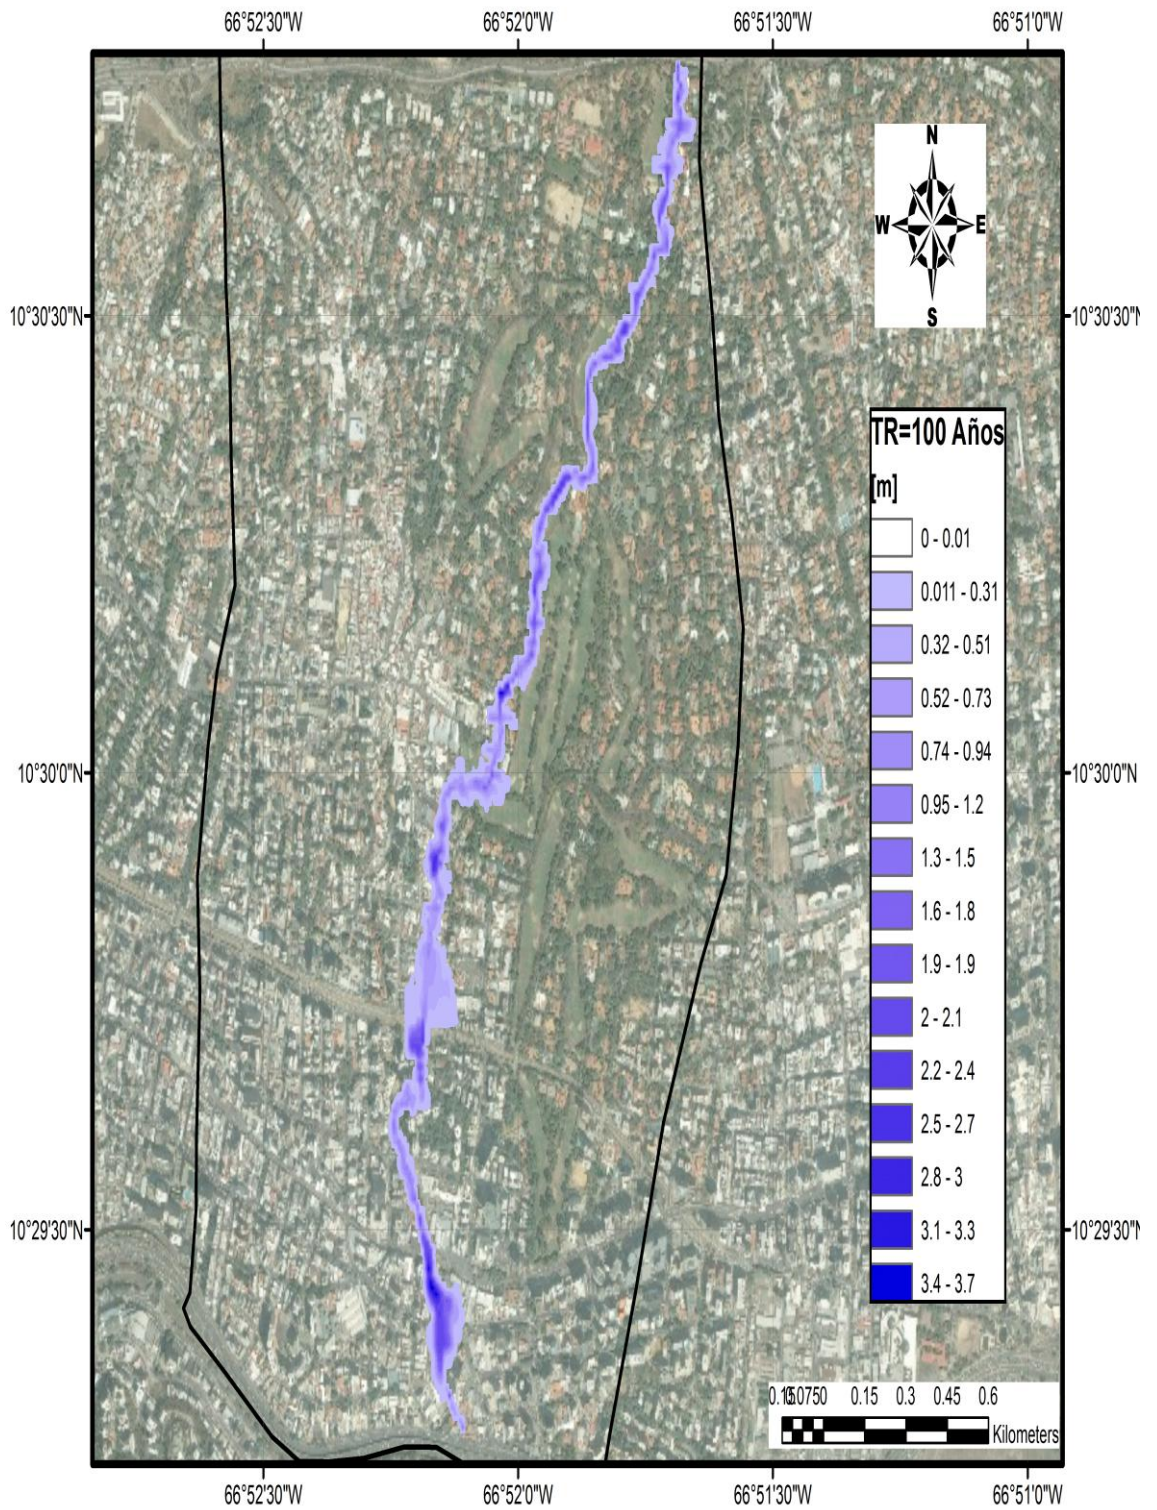 66°52'30"W 66°52'0"W 66°51'30"W 66°51'0"W
N
W E
S
10°30'30"N 10°30'30"N
TR=100 Años
[m]
0 - 0.01
0.011 - 0.31
0.32 - 0.51
0.52 - 0.73
0.74 - 0.94
0.95 - 1.2
1.3 - 1.5
1.6 - 1.8
1.9 - 1.9
2 - 2.1
2.2 - 2.4
2.5 - 2.7
2.8 - 3
3.1 - 3.3
3.4 - 3.7
10°30'0"N 10°30'0"N
10°29'30"N 10°29'30"N
0.15 0.3 0.45 0.6
Kilometers
66°52'30"W 66°52'0"W 66°51'30"W 66°51'0"W